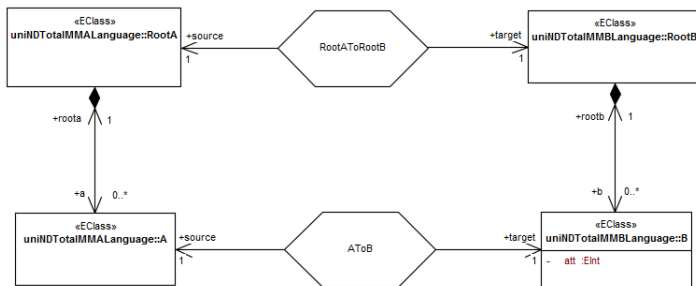 «EClass»
uniNDTotalMMALanguage::RootA
+source
1
RootAToRootB
+target
1
«EClass»
uniNDTotalMMBLanguage::RootB
+roota
1
+rootb
1
+a
0..*
+b
0..*
«EClass»
uniNDTotalMMALanguage::A
+source
1
AToB
+target
1
«EClass»
uniNDTotalMMBLanguage::B
- att :EInt